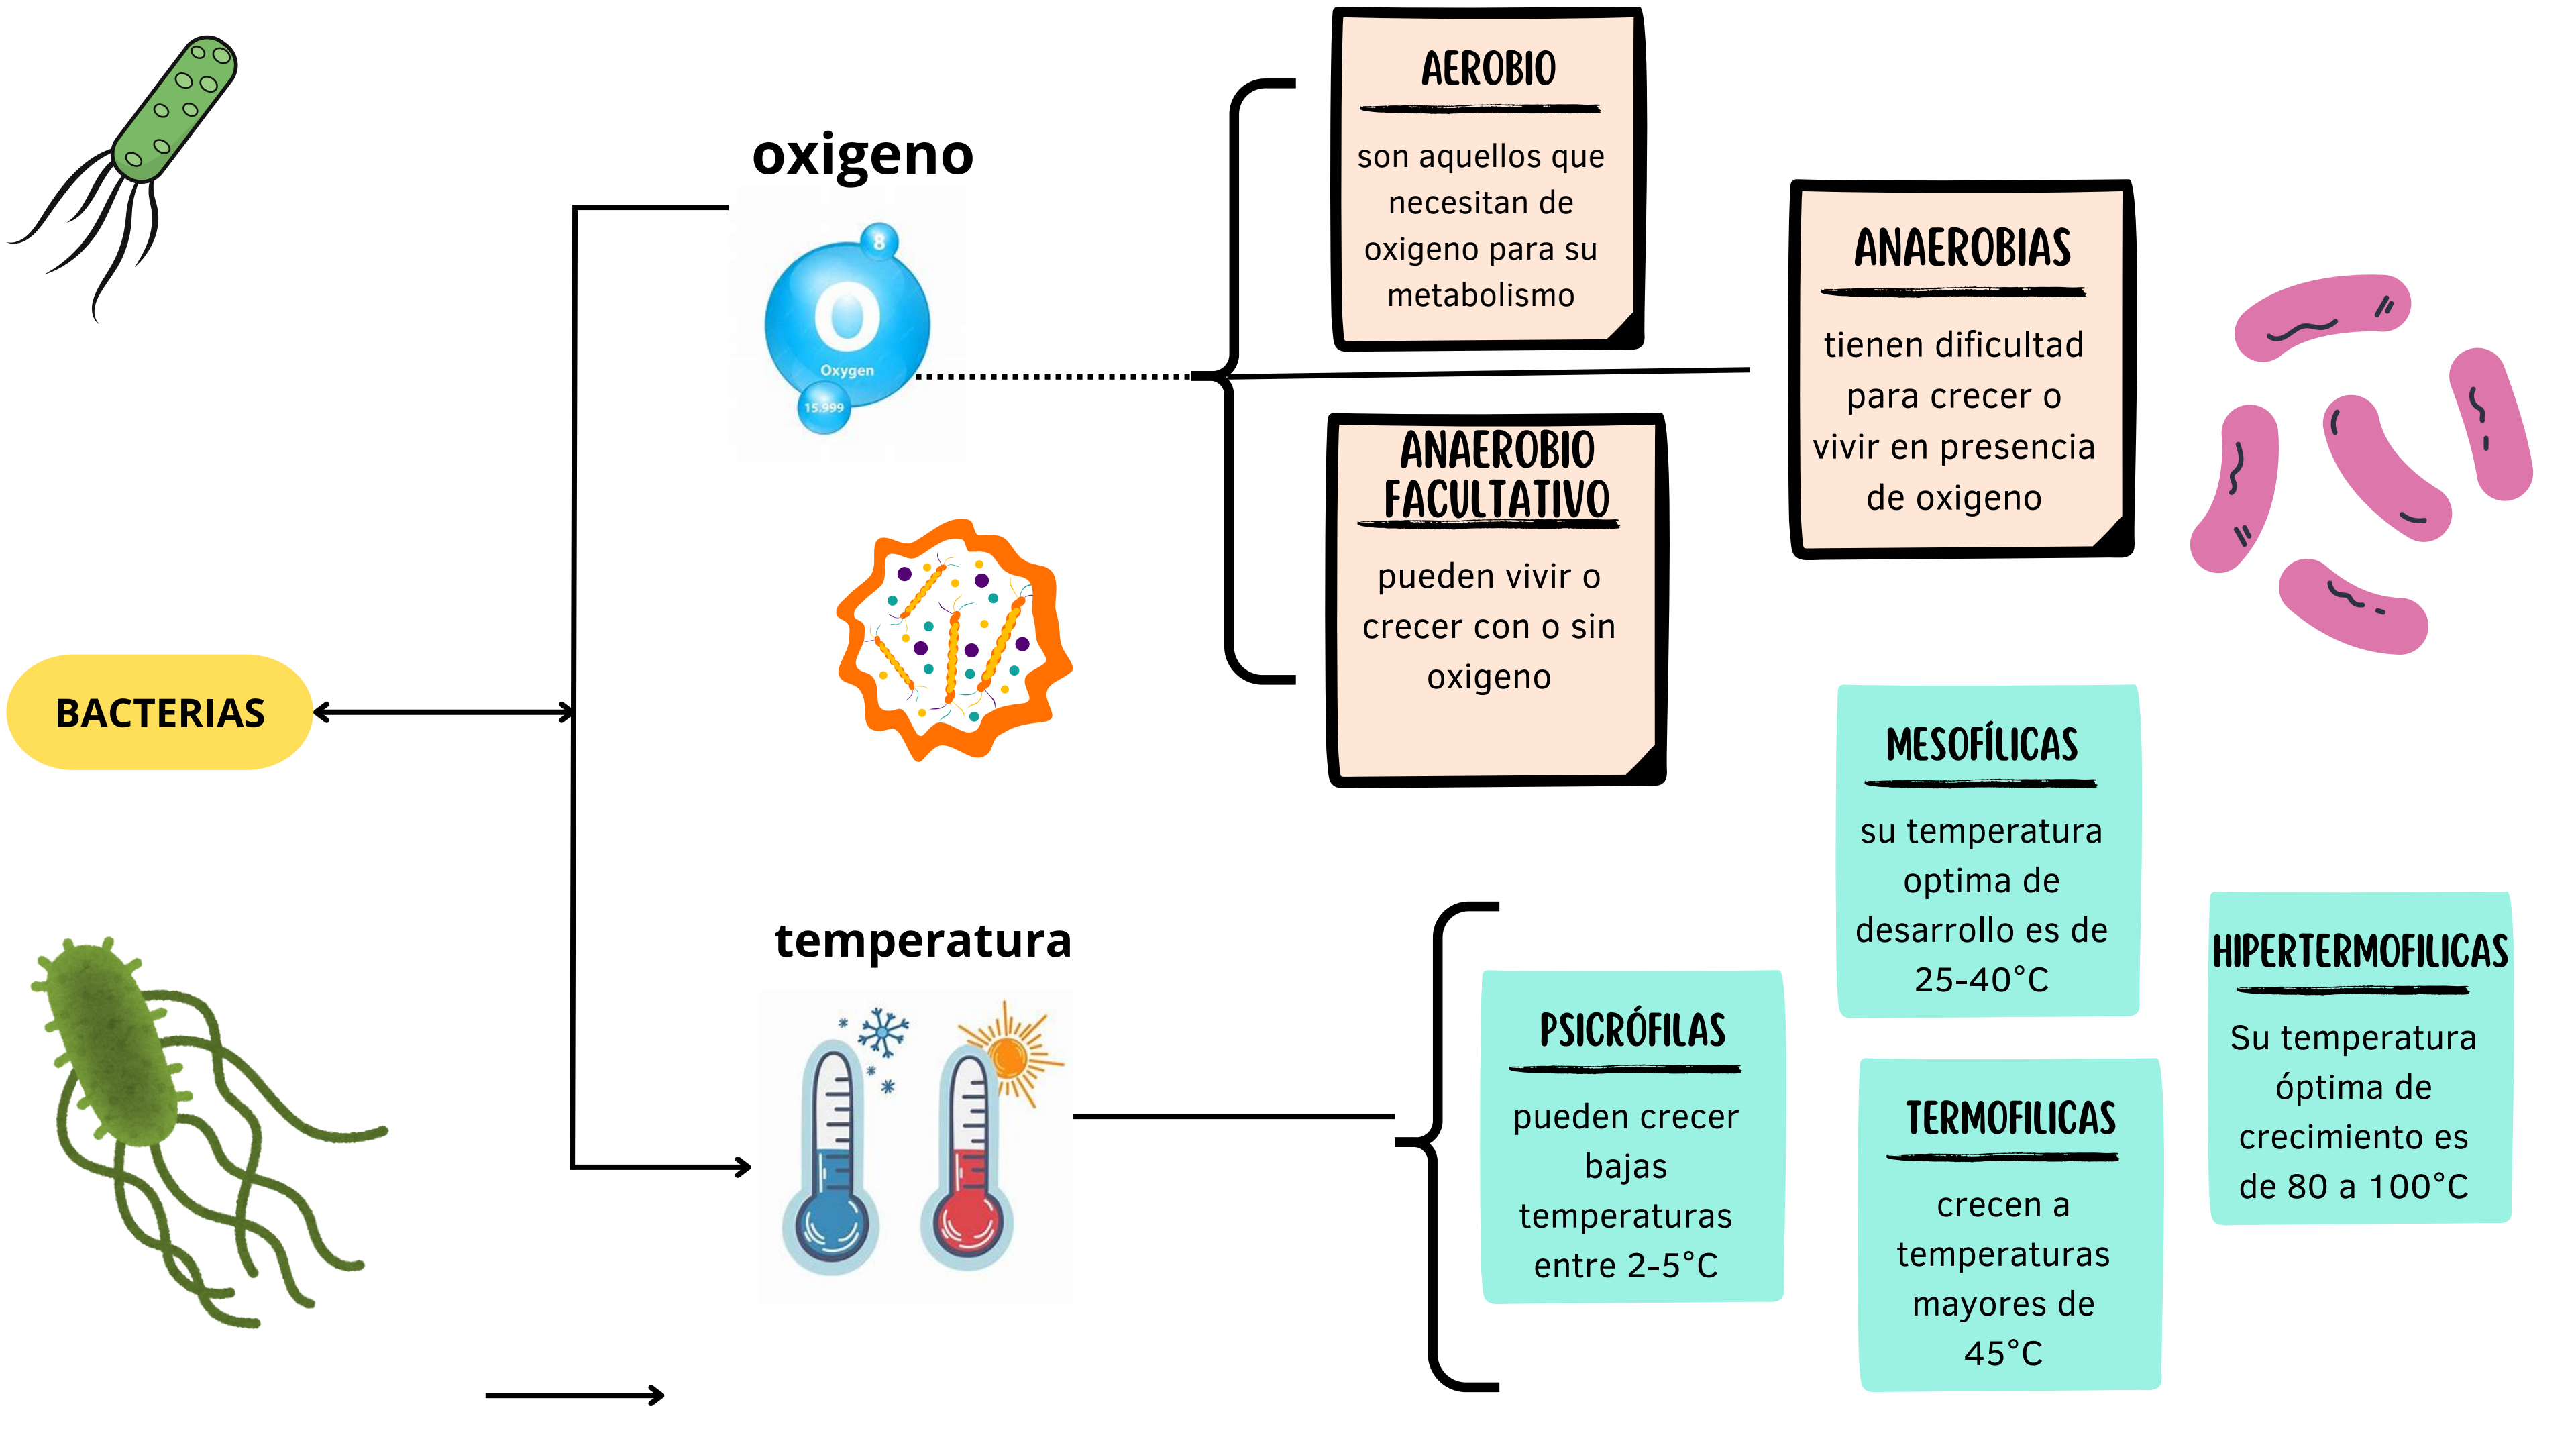 BACTERIAS
oxigeno
8
O
Oxygen
15.999
AEROBIO
son aquellos que
necesitan de
oxigeno para su
metabolismo
ANAEROBIO
FACULTATIVO
pueden vivir o
crecer con o sin
oxigeno
ANAEROBIAS
tienen dificultad
para crecer o
vivir en presencia
de oxigeno
temperatura
PSICRÓFILAS
pueden crecer
bajas
temperaturas
entre 2-5°C
MESOFÍLICAS
su temperatura
optima de
desarrollo es de
25-40°C
TERMOFILICAS
crecen a
temperaturas
mayores de
45°C
HIPERTERMOFILICAS
Su temperatura
óptima de
crecimiento es
de 80 a 100°C